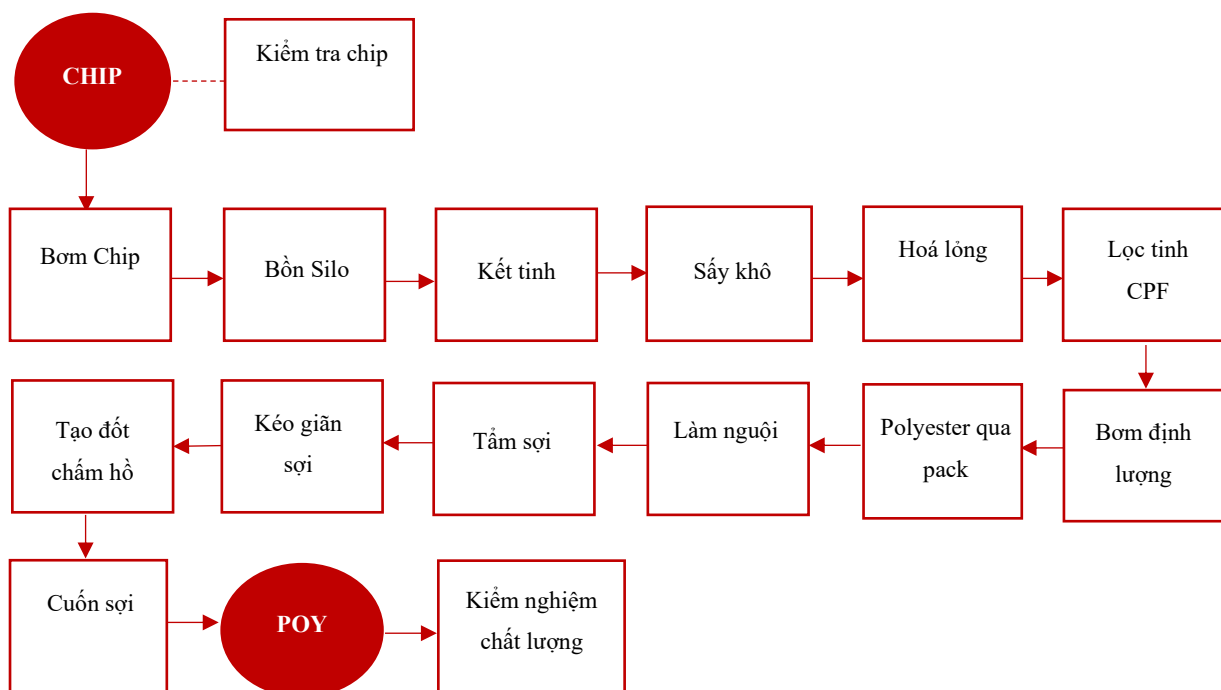 CHIP
Kiểm tra chip
Bơm Chip
Bồn Silo
Kết tinh
Sấy khô
Hoá lỏng
Lọc tinh
CPF
Tạo đốt
chấm hồ
Kéo giãn
sợi
Tẩm sợi
Làm nguội
Polyester qua
pack
Bơm định
lượng
Cuốn sợi
POY
Kiểm nghiệm
chất lượng